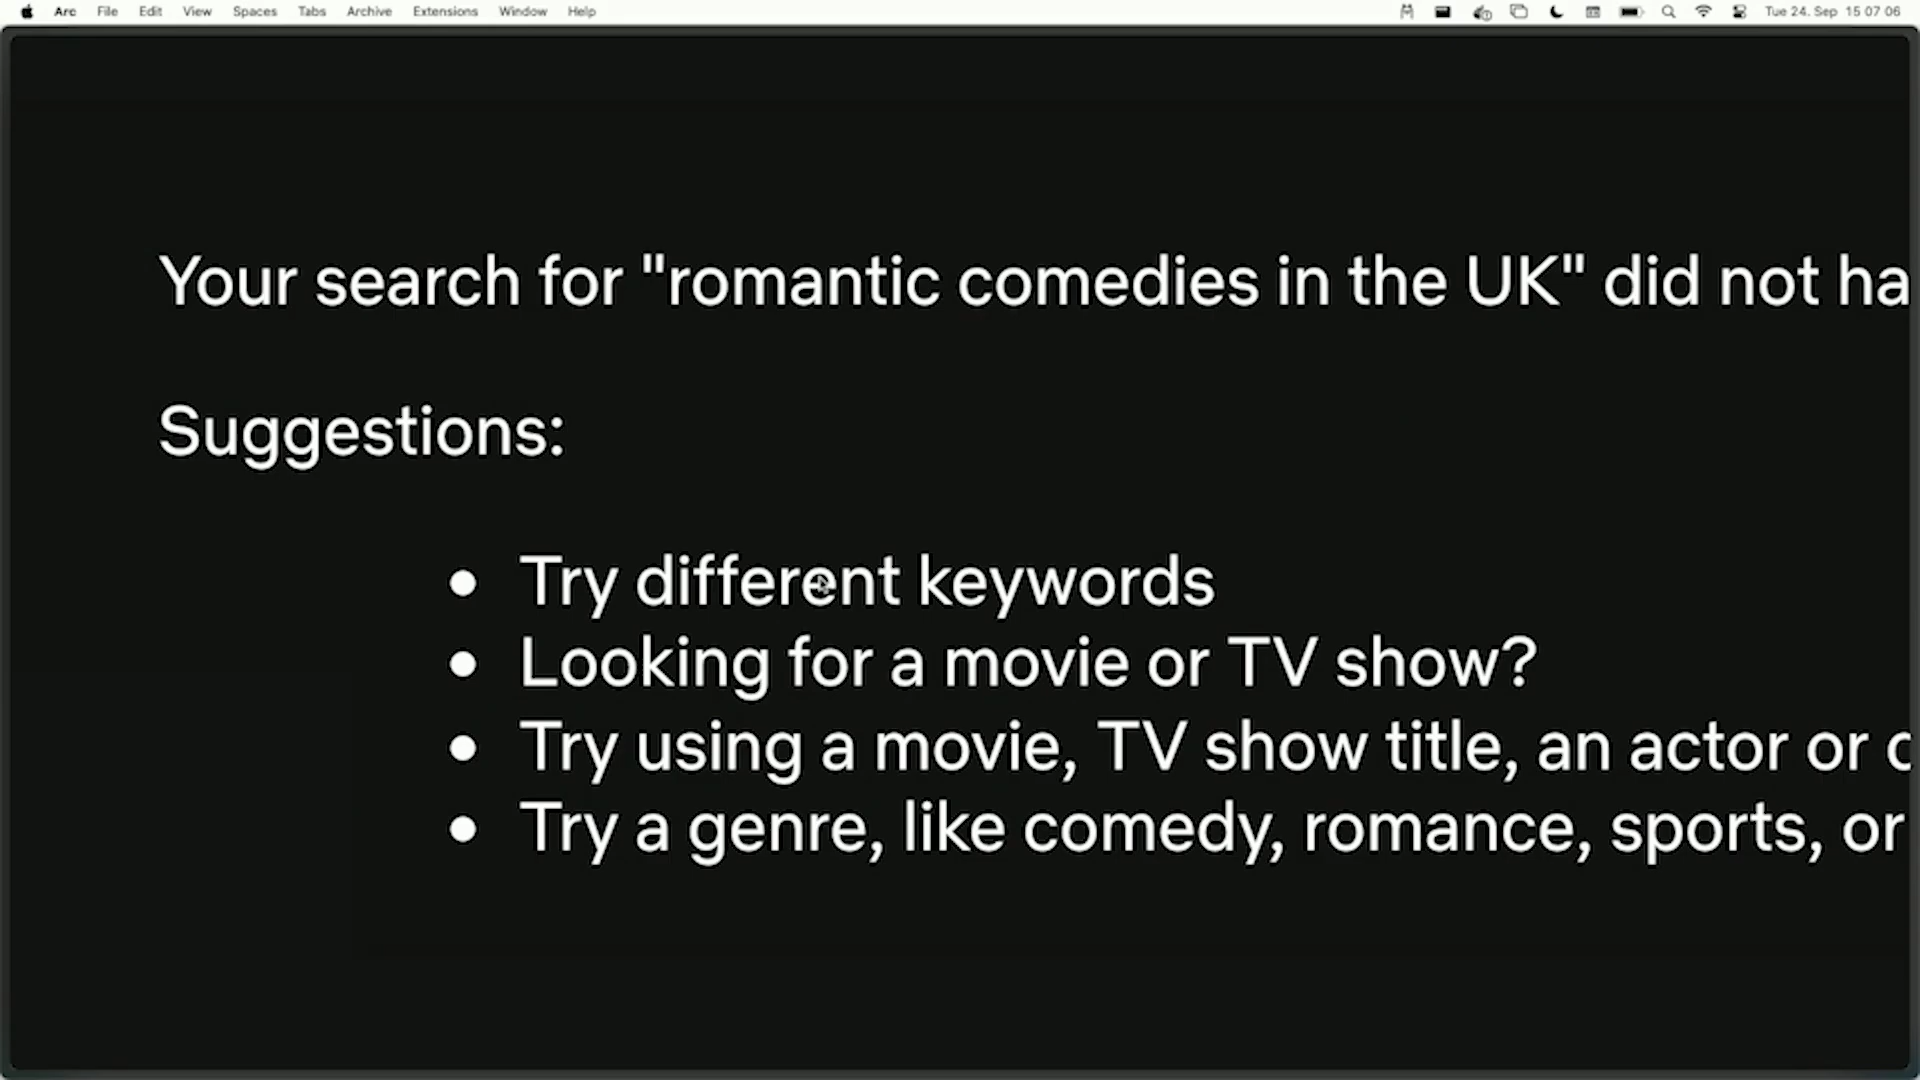 Arc File Edit View Spaces Tabs Archive Extensions Window Help Tue 24. Sep 15 07 06
Your search for "romantic comedies in the UK" did not ha
Suggestions:
• Try different keywords
• Looking for a movie or TV show?
• Try using a movie, TV show title, an actor or
• Try a genre, like comedy, romance, sports, or